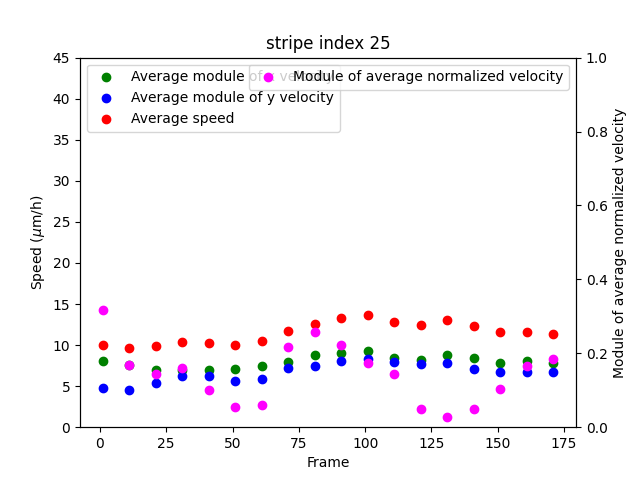 stripe index 25
Average module of velocity
Average module of y velocity
Average speed
Module of average normalized velocity
45
40
35
30
25
20
15
10
5
0
Speed (μm/h)
1.0
0.8
0.6
0.4
0.2
0.0
Module of average normalized velocity
0 25 50 75 100 125 150 175
Frame